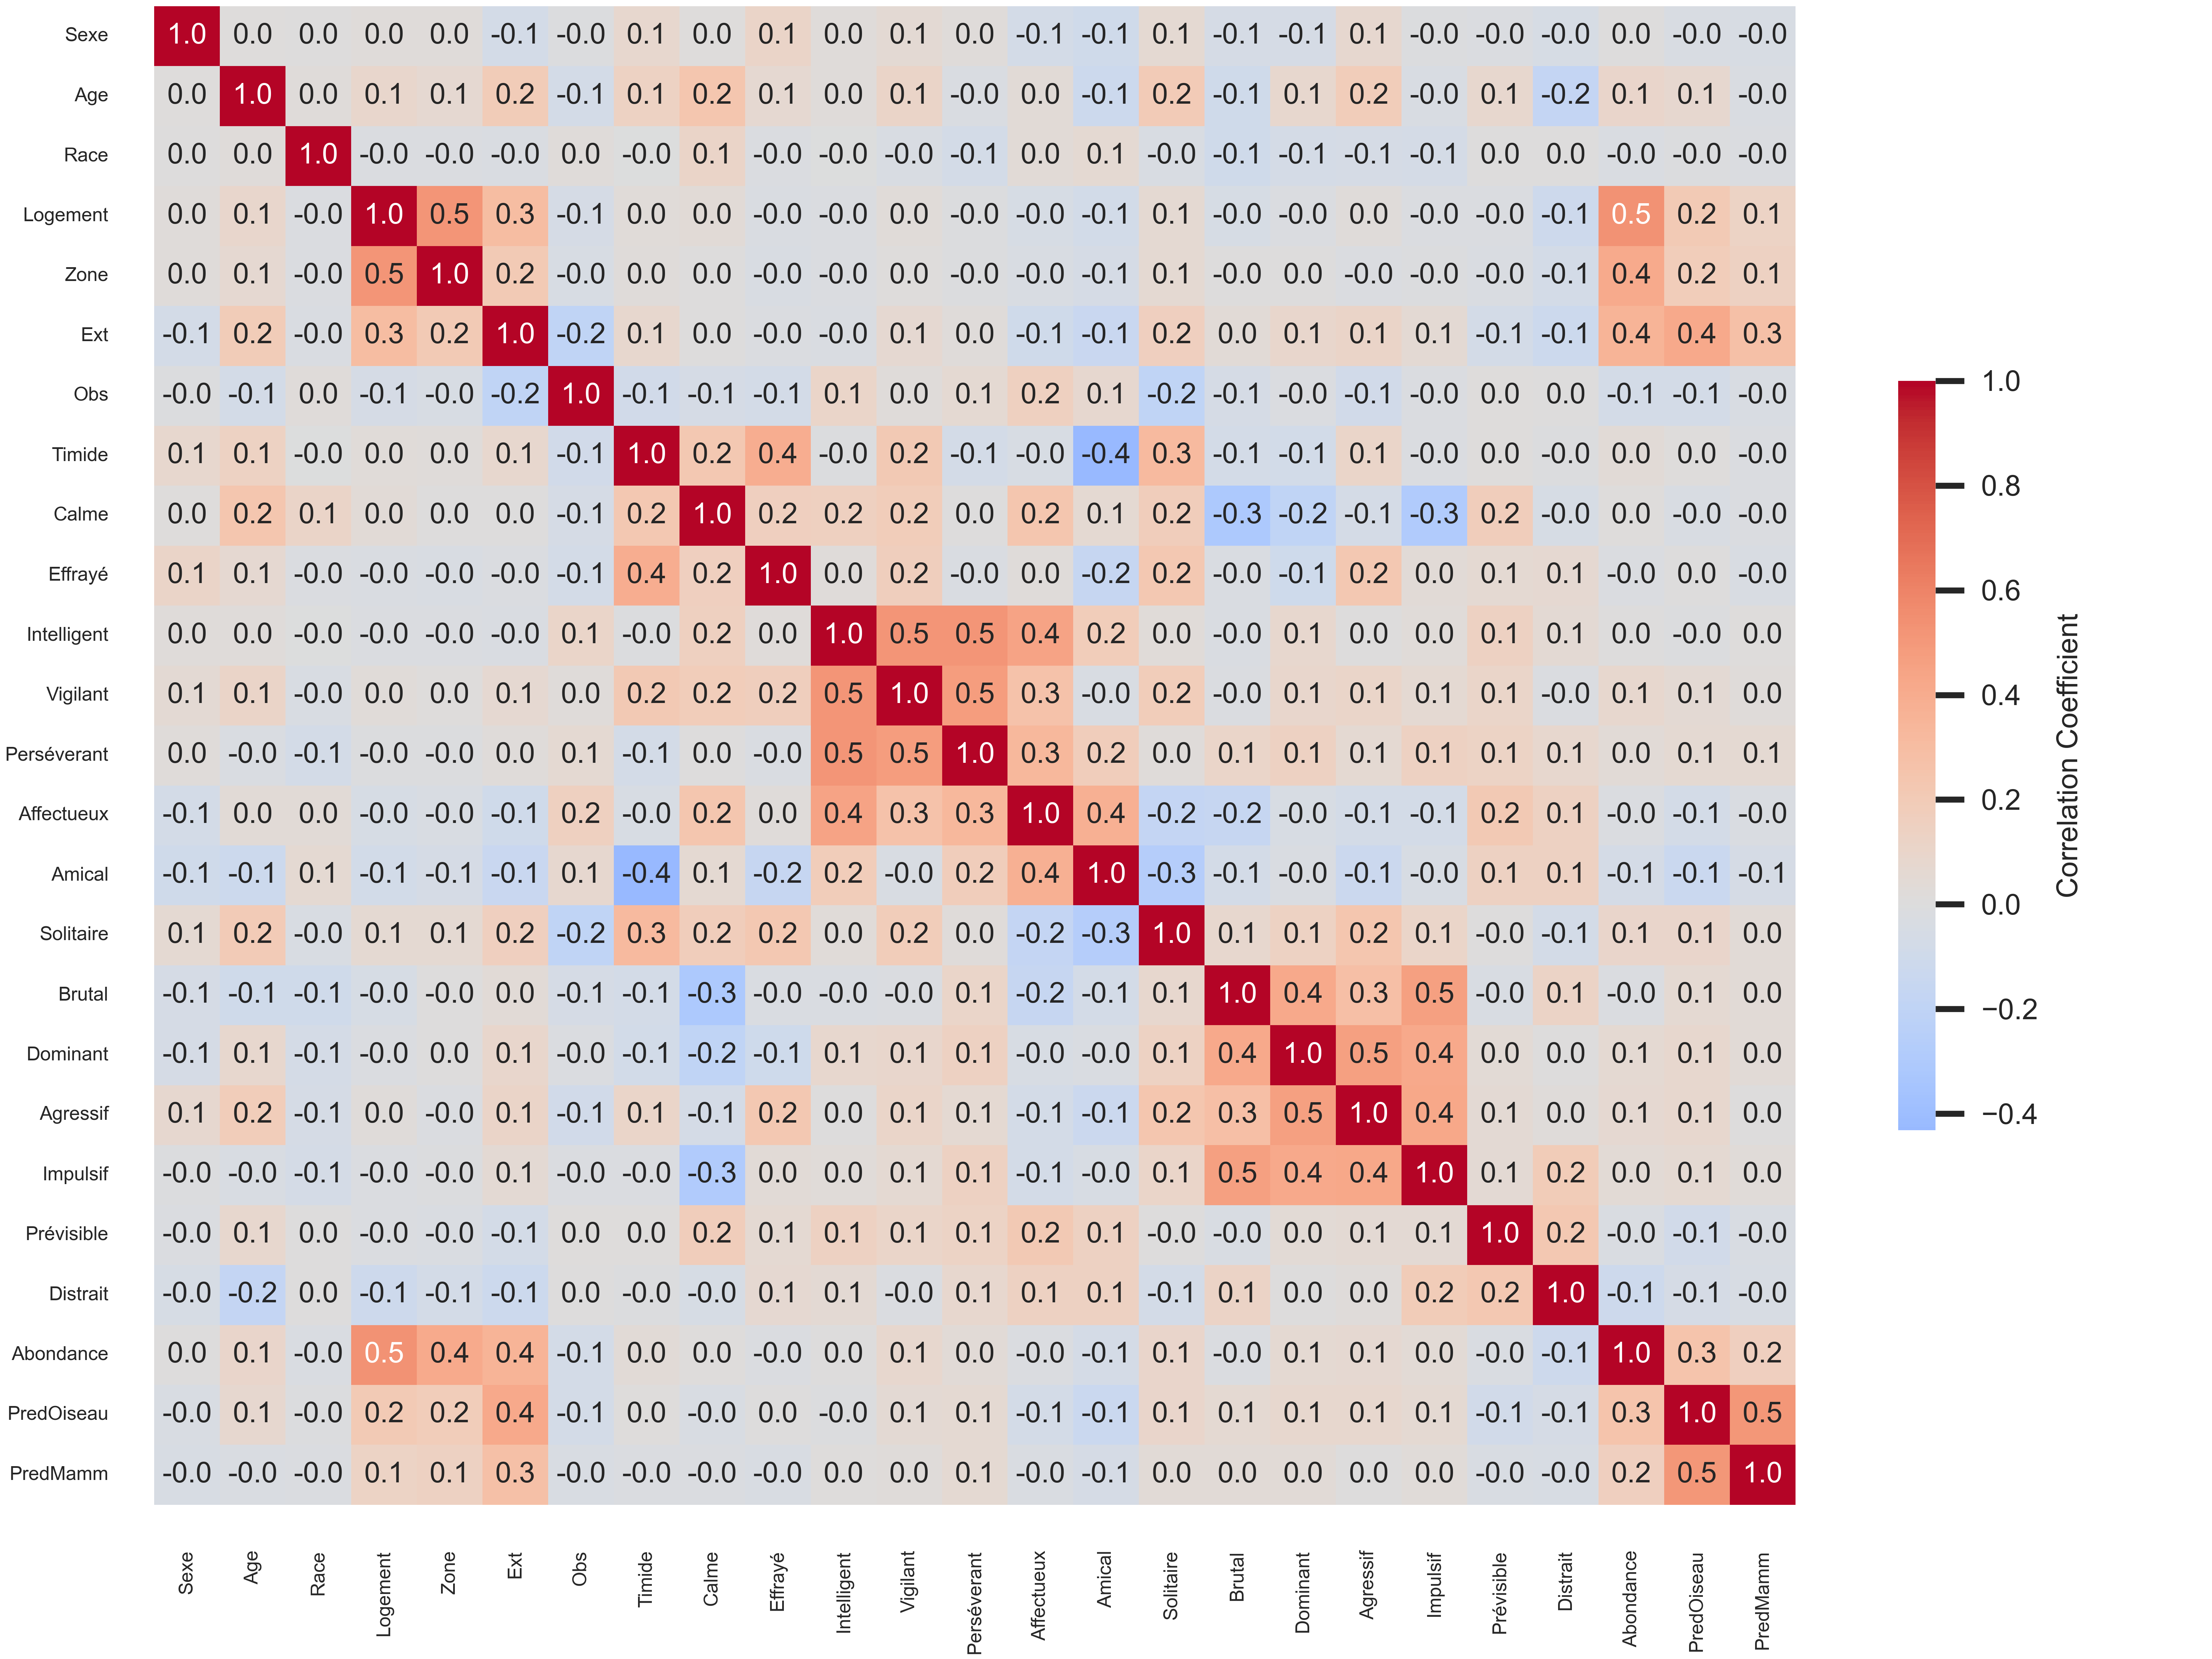 Sexe 1.0 0.0 0.0 0.0 0.0 -0.1 -0.0 0.1 0.0 0.1 0.0 0.1 0.0 -0.1 -0.1 0.1 -0.1 -0.1 0.1 -0.0 -0.0 -0.0 0.0 -0.0 -0.0
Age 0.0 1.0 0.0 0.1 0.1 0.2 -0.1 0.1 0.2 0.1 0.0 0.1 -0.0 0.0 -0.1 0.2 -0.1 0.1 0.2 -0.0 0.1 -0.2 0.1 0.1 -0.0
Race 0.0 0.0 1.0 -0.0 -0.0 -0.0 0.0 -0.0 0.1 -0.0 -0.0 -0.0 -0.1 0.0 0.1 -0.0 -0.1 -0.1 -0.1 -0.1 0.0 0.0 -0.0 -0.0 -0.0
Logement 0.0 0.1 -0.0 1.0 0.5 0.3 -0.1 0.0 0.0 -0.0 -0.0 0.0 -0.0 -0.0 -0.1 0.1 -0.0 -0.0 0.0 -0.0 -0.0 -0.1 0.5 0.2 0.1
Zone 0.0 0.1 -0.0 0.5 1.0 0.2 -0.0 0.0 0.0 -0.0 -0.0 0.0 -0.0 -0.0 -0.1 0.1 -0.0 0.0 -0.0 -0.0 -0.0 -0.1 0.4 0.2 0.1
Ext -0.1 0.2 -0.0 0.3 0.2 1.0 -0.2 0.1 0.0 -0.0 -0.0 0.1 0.0 -0.1 -0.1 0.2 0.0 0.1 0.1 0.1 -0.1 -0.1 0.4 0.4 0.3
Obs -0.0 -0.1 0.0 -0.1 -0.0 -0.2 1.0 -0.1 -0.1 -0.1 0.1 0.0 0.1 0.2 0.1 -0.2 -0.1 -0.0 -0.1 -0.0 0.0 0.0 -0.1 -0.1 -0.0
Timide 0.1 0.1 -0.0 0.0 0.0 0.1 -0.1 1.0 0.2 0.4 -0.0 0.2 -0.1 -0.0 -0.4 0.3 -0.1 -0.1 0.1 -0.0 0.0 -0.0 0.0 0.0 -0.0
Calme 0.0 0.2 0.1 0.0 0.0 0.0 -0.1 0.2 1.0 0.2 0.2 0.2 0.0 0.2 0.1 0.2 -0.3 -0.2 -0.1 -0.3 0.2 -0.0 0.0 -0.0 -0.0
Effrayé 0.1 0.1 -0.0 -0.0 -0.0 -0.0 -0.1 0.4 0.2 1.0 0.0 0.2 -0.0 0.0 -0.2 0.2 -0.0 -0.1 0.2 0.0 0.1 0.1 -0.0 0.0 -0.0
Intelligent 0.0 0.0 -0.0 -0.0 -0.0 -0.0 0.1 -0.0 0.2 0.0 1.0 0.5 0.5 0.4 0.2 0.0 -0.0 0.1 0.0 0.0 0.1 0.1 0.0 -0.0 0.0
Vigilant 0.1 0.1 -0.0 0.0 0.0 0.1 0.0 0.2 0.2 0.2 0.5 1.0 0.5 0.3 -0.0 0.2 -0.0 0.1 0.1 0.1 0.1 -0.0 0.1 0.1 0.0
Perséverant 0.0 -0.0 -0.1 -0.0 -0.0 0.0 0.1 -0.1 0.0 -0.0 0.5 0.5 1.0 0.3 0.2 0.0 0.1 0.1 0.1 0.1 0.1 0.1 0.0 0.1 0.1
Affectueux -0.1 0.0 0.0 -0.0 -0.0 -0.1 0.2 -0.0 0.2 0.0 0.4 0.3 0.3 1.0 0.4 -0.2 -0.2 -0.0 -0.1 -0.1 0.2 0.1 -0.0 -0.1 -0.0
Amical -0.1 -0.1 0.1 -0.1 -0.1 -0.1 0.1 -0.4 0.1 -0.2 0.2 -0.0 0.2 0.4 1.0 -0.3 -0.1 -0.0 -0.1 -0.0 0.1 0.1 -0.1 -0.1 -0.1
Solitaire 0.1 0.2 -0.0 0.1 0.1 0.2 -0.2 0.3 0.2 0.2 0.0 0.2 0.0 -0.2 -0.3 1.0 0.1 0.1 0.2 0.1 -0.0 -0.1 0.1 0.1 0.0
Brutal -0.1 -0.1 -0.1 -0.0 -0.0 0.0 -0.1 -0.1 -0.3 -0.0 -0.0 -0.0 0.1 -0.2 -0.1 0.1 1.0 0.4 0.3 0.5 -0.0 0.1 -0.0 0.1 0.0
Dominant -0.1 0.1 -0.1 -0.0 0.0 0.1 -0.0 -0.1 -0.2 -0.1 0.1 0.1 0.1 -0.0 -0.0 0.1 0.4 1.0 0.5 0.4 0.0 0.0 0.1 0.1 0.0
Agressif 0.1 0.2 -0.1 0.0 -0.0 0.1 -0.1 0.1 -0.1 0.2 0.0 0.1 0.1 -0.1 -0.1 0.2 0.3 0.5 1.0 0.4 0.1 0.0 0.1 0.1 0.0
Impulsif -0.0 -0.0 -0.1 -0.0 -0.0 0.1 -0.0 -0.0 -0.3 0.0 0.0 0.1 0.1 -0.1 -0.0 0.1 0.5 0.4 0.4 1.0 0.1 0.2 0.0 0.1 0.0
Prévisible -0.0 0.1 0.0 -0.0 -0.0 -0.1 0.0 0.0 0.2 0.1 0.1 0.1 0.1 0.2 0.1 -0.0 -0.0 0.0 0.1 0.1 1.0 0.2 -0.0 -0.1 -0.0
Distrait -0.0 -0.2 0.0 -0.1 -0.1 -0.1 0.0 -0.0 -0.0 0.1 0.1 -0.0 0.1 0.1 0.1 -0.1 0.1 0.0 0.0 0.2 0.2 1.0 -0.1 -0.1 -0.0
Abondance 0.0 0.1 -0.0 0.5 0.4 0.4 -0.1 0.0 0.0 -0.0 0.0 0.1 0.0 -0.0 -0.1 0.1 -0.0 0.1 0.1 0.0 -0.0 -0.1 1.0 0.3 0.2
PredOiseau -0.0 0.1 -0.0 0.2 0.2 0.4 -0.1 0.0 -0.0 0.0 -0.0 0.1 0.1 -0.1 -0.1 0.1 0.1 0.1 0.1 0.1 -0.1 -0.1 0.3 1.0 0.5
PredMamm -0.0 -0.0 -0.0 0.1 0.1 0.3 -0.0 -0.0 -0.0 -0.0 0.0 0.0 0.1 -0.0 -0.1 0.0 0.0 0.0 0.0 0.0 -0.0 -0.0 0.2 0.5 1.0
Sexe Age Race Logement Zone Ext Obs Timide Calme Effrayé Intelligent Vigilant Perséverant Affectueux Amical Solitaire Brutal Dominant Agressif Impulsif Prévisible Distrait Abondance PredOiseau PredMamm
1.0
0.8
0.6
0.4
0.2
0.0
−0.2
−0.4
Correlation Coefficient